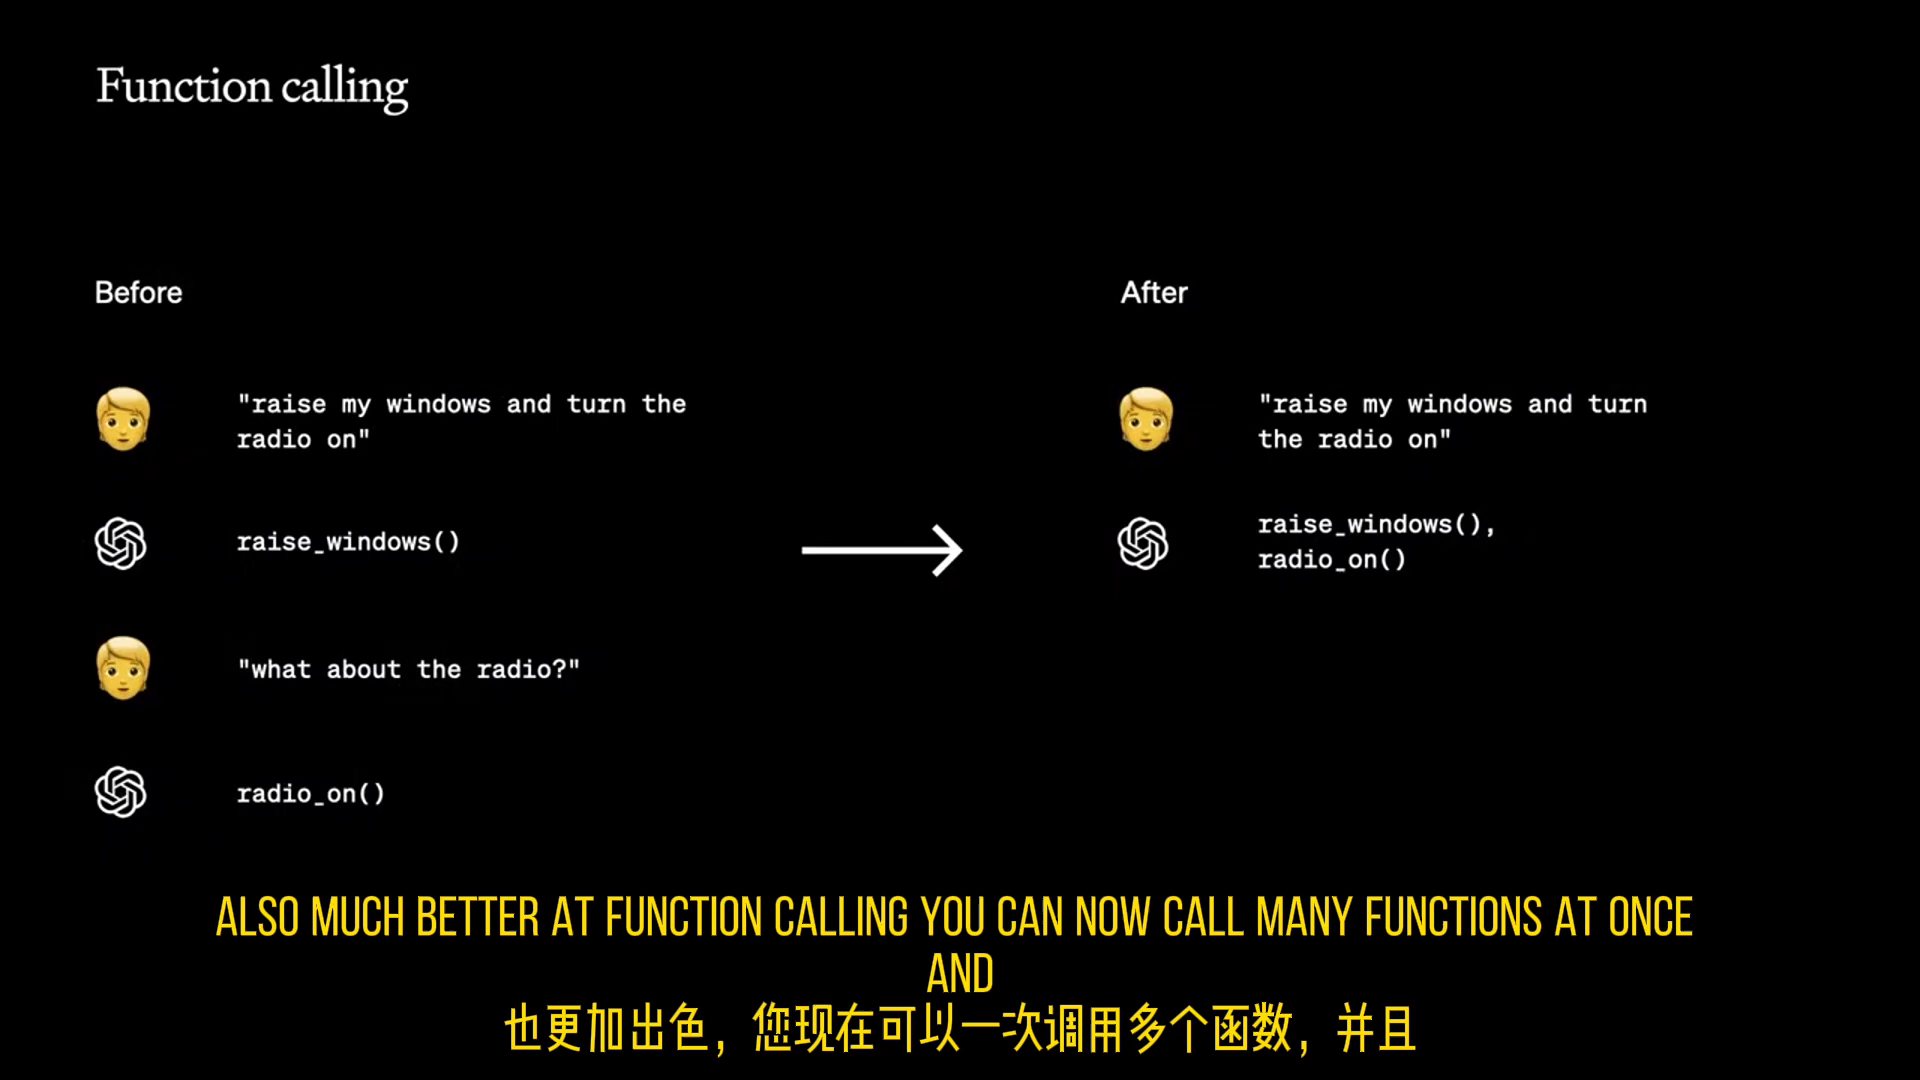 Function calling
Before
"raise my windows and turn the
radio on"
raise_windows()
"what about the radio?"
radio_on()
After
"raise my windows and turn
the radio on"
raise_windows(),
radio_on()
ALSO MUCH BETTER AT FUNCTION CALLING YOU CAN NOW CALL MANY FUNCTIONS AT ONCE
AND
也更加出色，您现在可以一次调用多个函数，并且